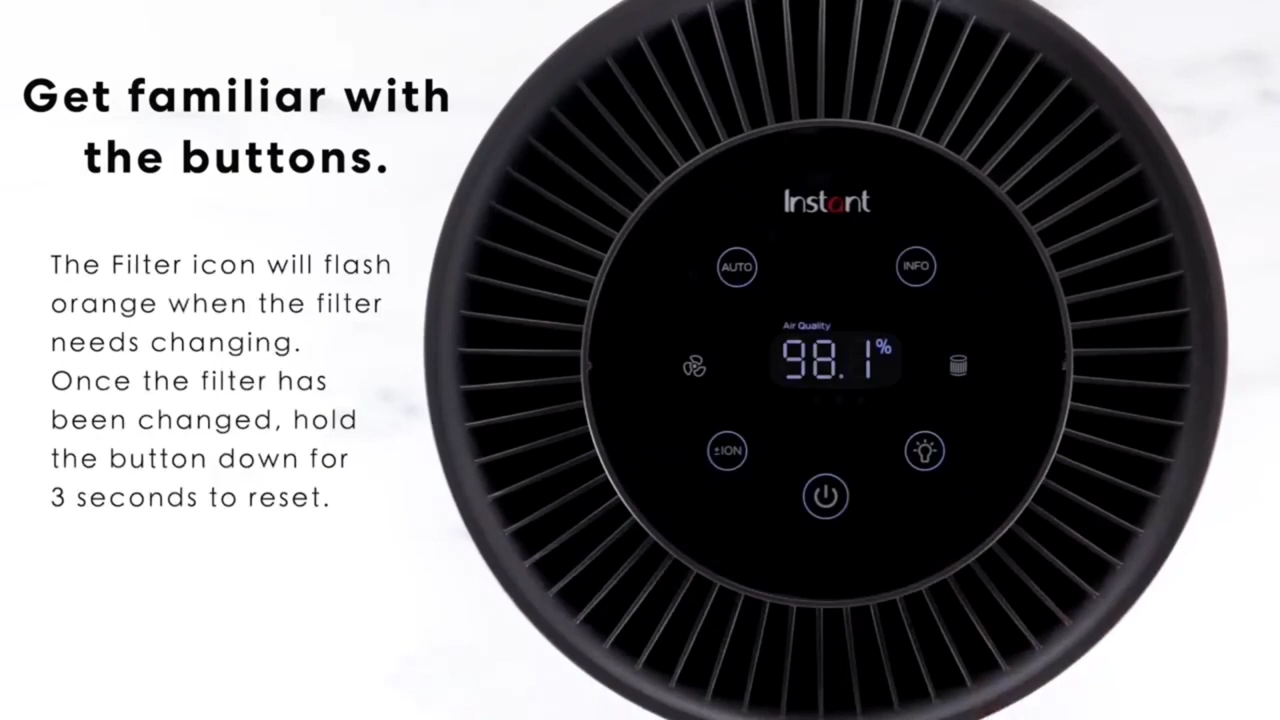 Get familiar with
the buttons.
The Filter icon will flash
orange when the filter
needs changing.
Once the filter has
been changed, hold
the button down for
3 seconds to reset.
Instant
AUTO
INFO
Air Quality
98.1%
±ION